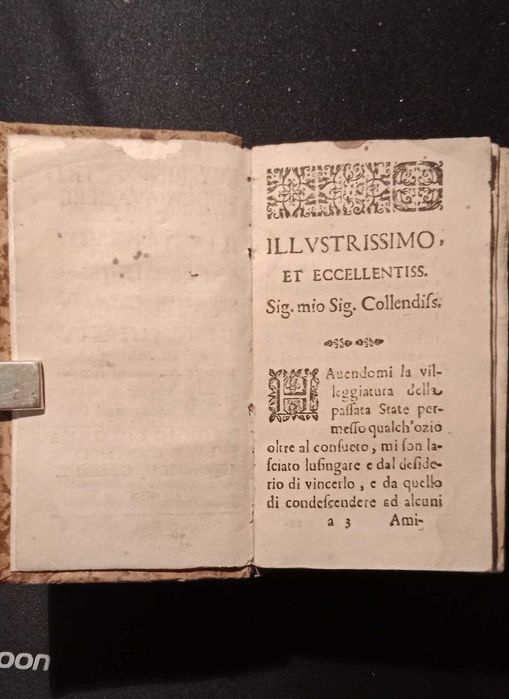 ILLVSTRISSIMO,
ET ECCELLENTISS.
Sig. mio Sig. Collendiſs.
HAuendomi la vil-
leggiatura della
paſſata State per-
meſſo qualch'ozio
oltre al conſueto, mi ſon la-
ſciato luſingare e dal deſide-
rio di vincerlo, e da quello
di condeſcendere ad alcuni
a 3 Ami-
oon